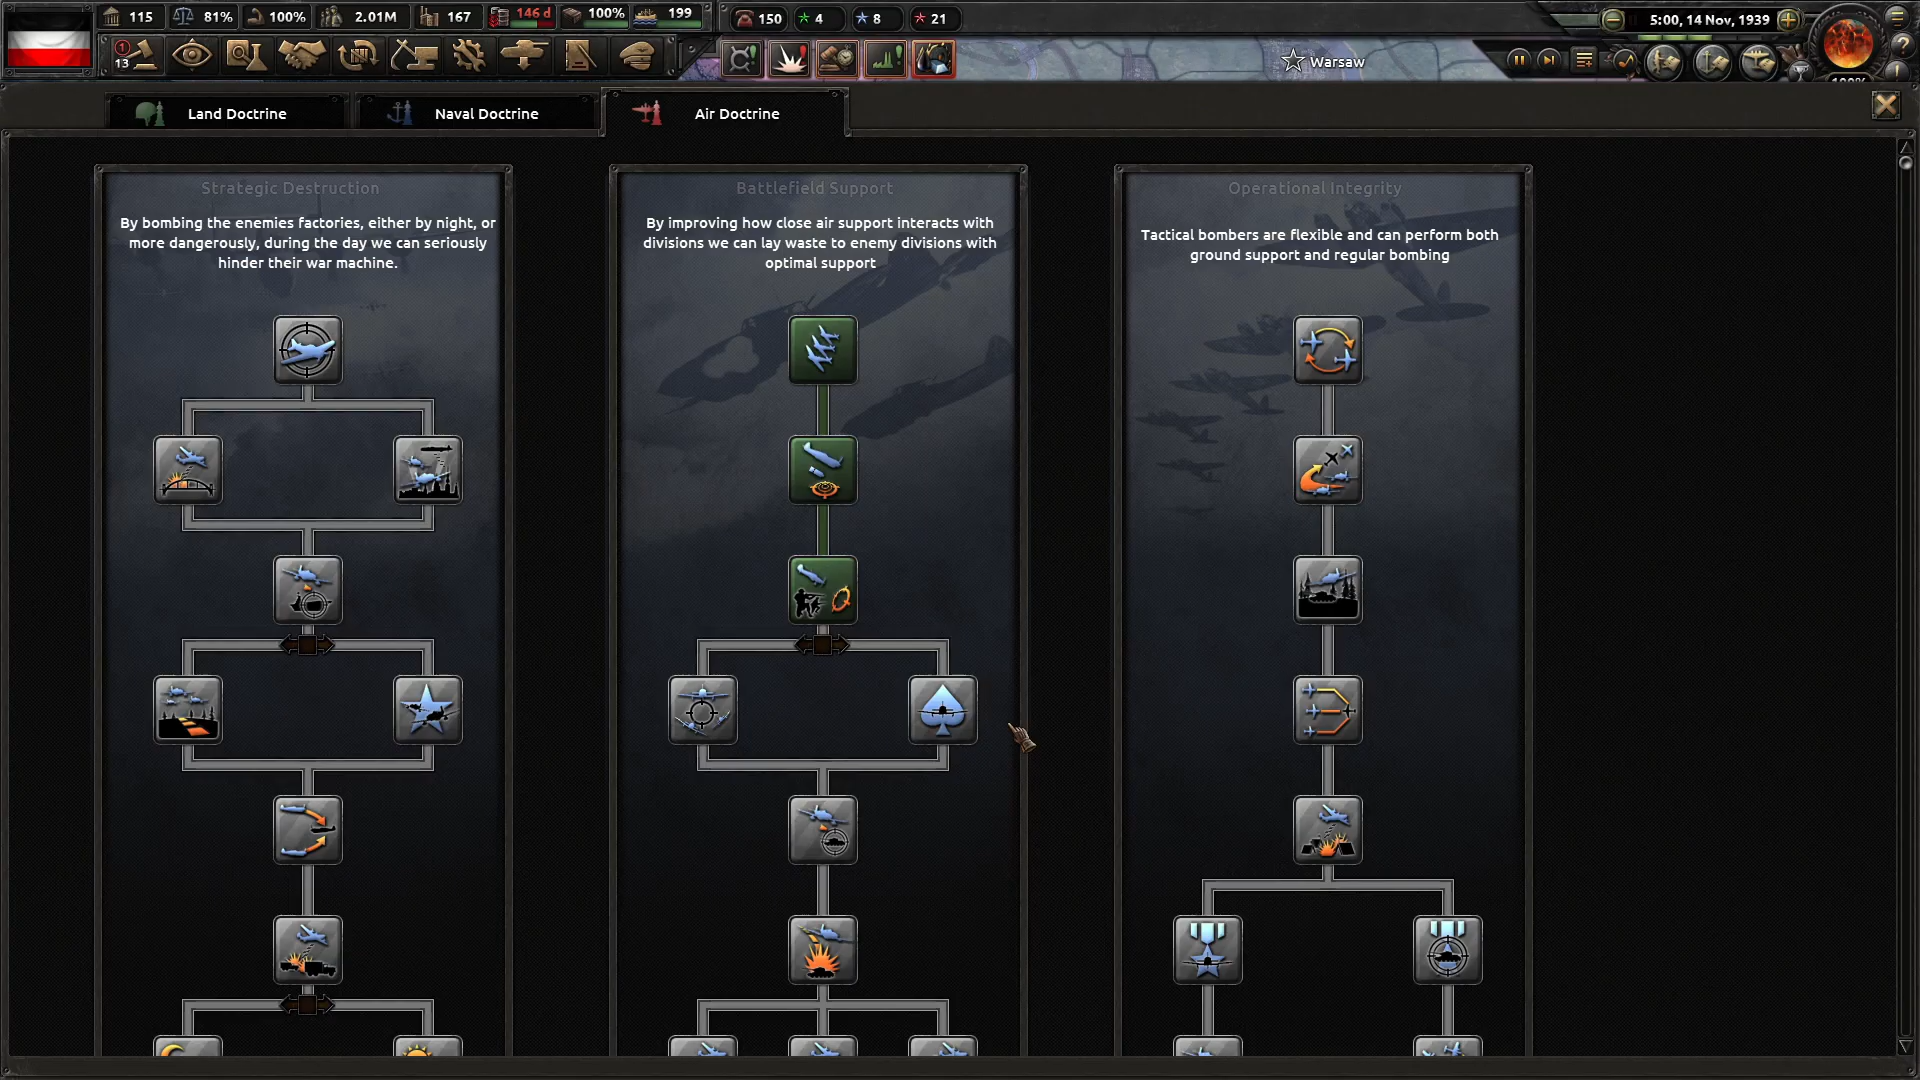 115 81% 100% 2.01M 167 146 d 100% 199 150 4 8 21 5:00, 14 Nov, 1939
1
13
Warsaw
100%
Land Doctrine Naval Doctrine Air Doctrine
Strategic Destruction
By bombing the enemies factories, either by night, or
more dangerously, during the day we can seriously
hinder their war machine.
Battlefield Support
By improving how close air support interacts with
divisions we can lay waste to enemy divisions with
optimal support
Operational Integrity
Tactical bombers are flexible and can perform both
ground support and regular bombing